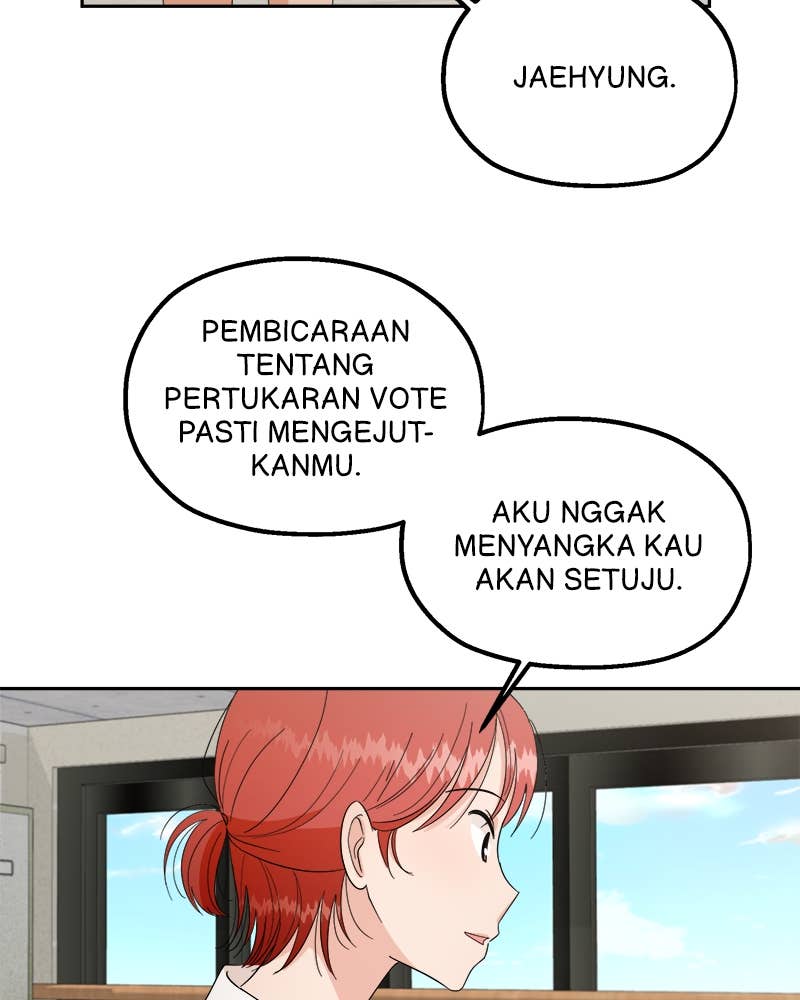 JAEHYUNG.
PEMBICARAAN
TENTANG
PERTUKARAN VOTE
PASTI MENGEJUT-
KANMU.
AKU NGGAK
MENYANGKA KAU
AKAN SETUJU.